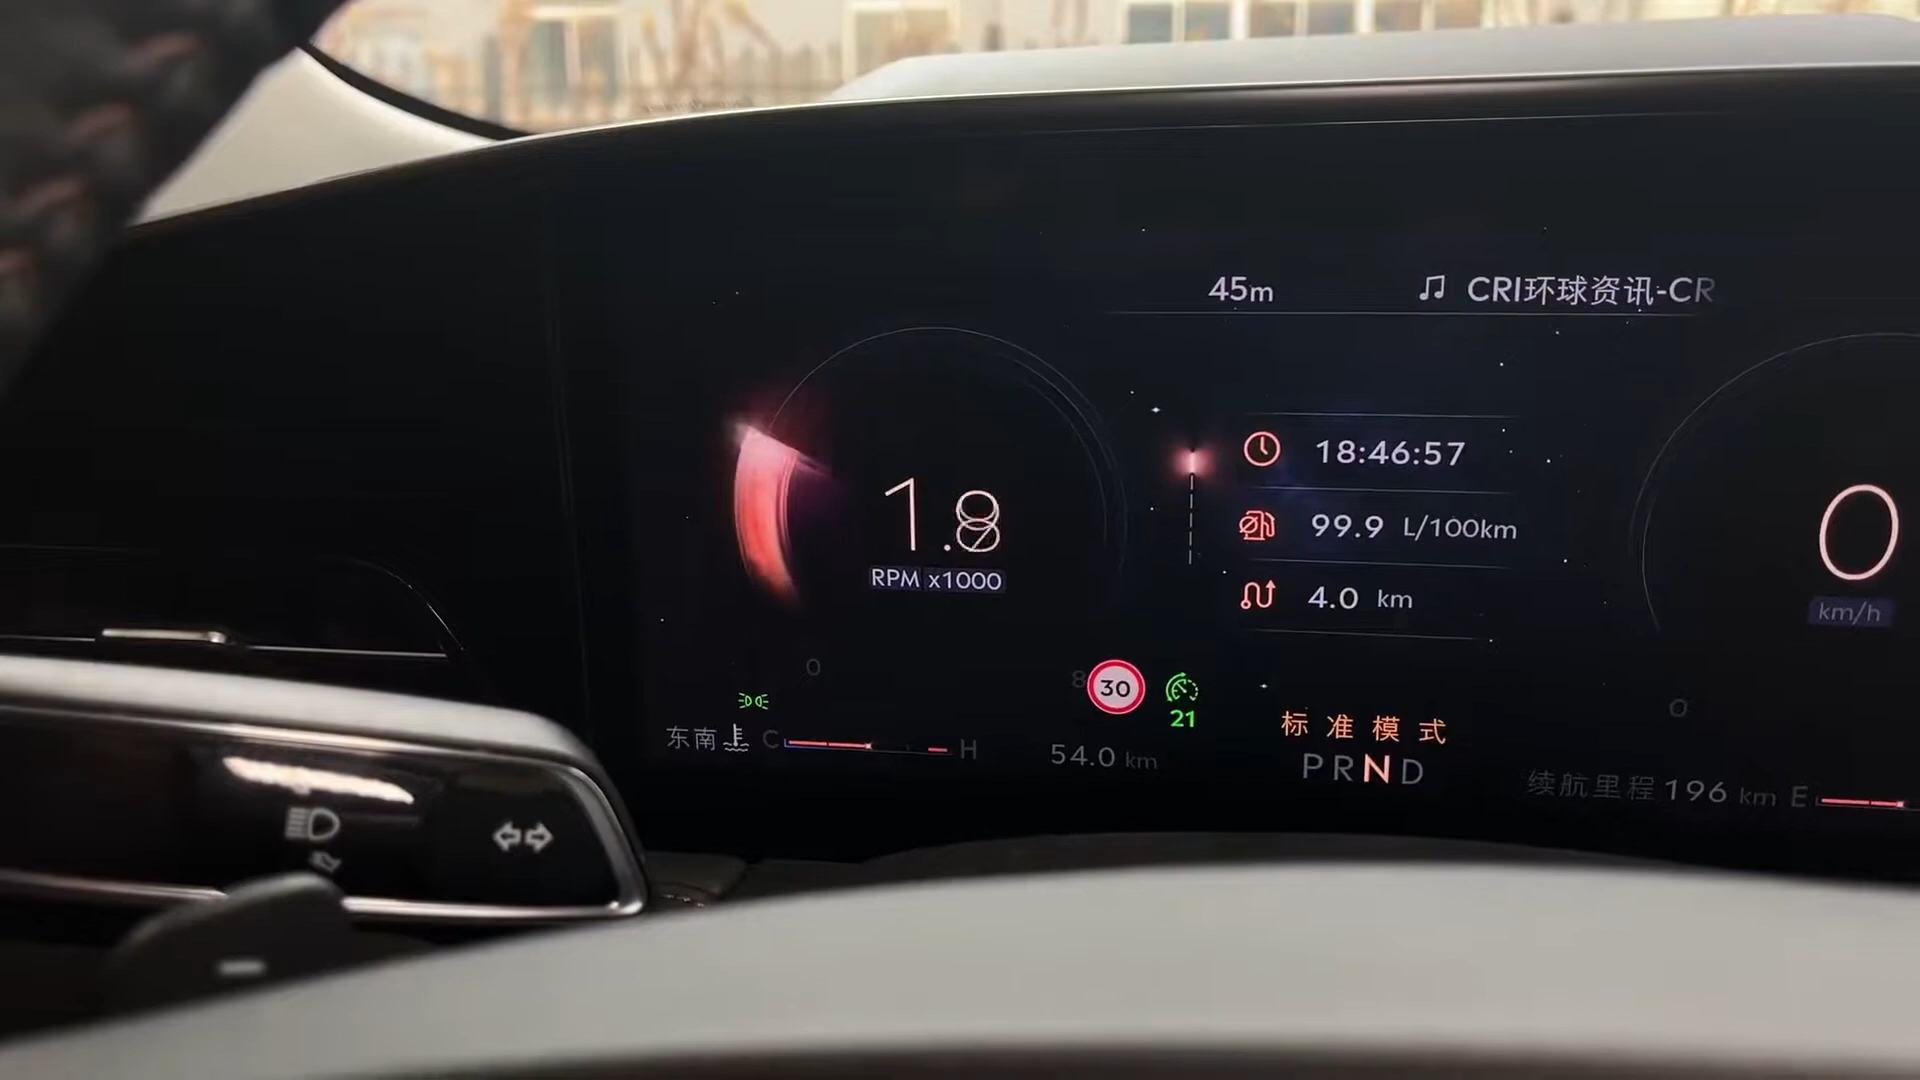 45m
CRI环球资讯-CR
18:46:57
99.9 L/100km
4.0 km
RPM x1000
0
km/h
0
8
30
21
0
标准模式
东南 C H
54.0 km
PRND
续航里程 196 km E